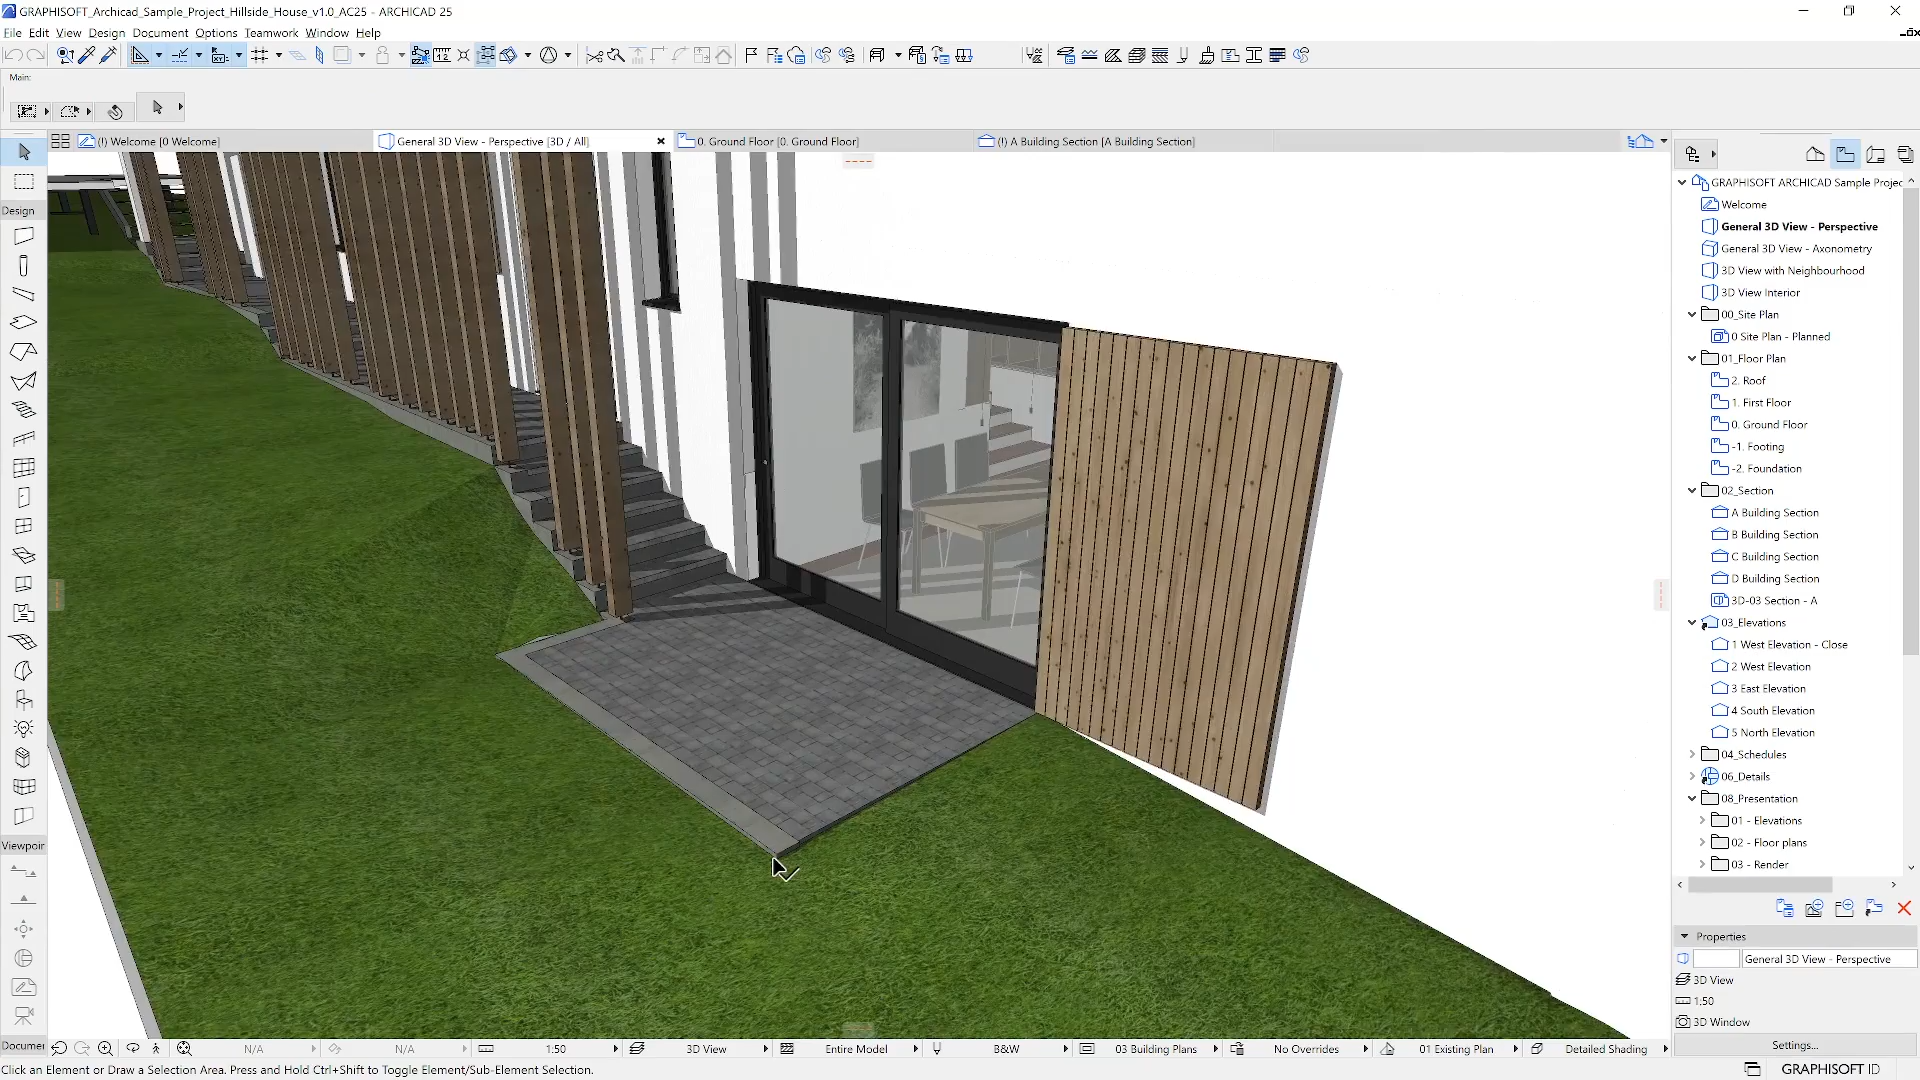 GRAPHISOFT_Archicad_Sample_Project_Hillside_House_v1.0_AC25 - ARCHICAD 25
File Edit View Design Document Options Teamwork Window Help
Main:
(!) Welcome [0 Welcome]
General 3D View - Perspective [3D / All]
0. Ground Floor [0. Ground Floor]
(!) A Building Section [A Building Section]
Design
Viewpoir
Documer
GRAPHISOFT ARCHICAD Sample Projec
Welcome
General 3D View - Perspective
General 3D View - Axonometry
3D View with Neighbourhood
3D View Interior
00_Site Plan
0 Site Plan - Planned
01_Floor Plan
2. Roof
1. First Floor
0. Ground Floor
-1. Footing
-2. Foundation
02_Section
A Building Section
B Building Section
C Building Section
D Building Section
3D-03 Section - A
03_Elevations
1 West Elevation - Close
2 West Elevation
3 East Elevation
4 South Elevation
5 North Elevation
04_Schedules
06_Details
08_Presentation
01 - Elevations
02 - Floor plans
03 - Render
Properties
General 3D View - Perspective
3D View
1:50
3D Window
Settings...
N/A
N/A
1:50
3D View
Entire Model
B&W
03 Building Plans
No Overrides
01 Existing Plan
Detailed Shading
Click an Element or Draw a Selection Area. Press and Hold Ctrl+Shift to Toggle Element/Sub-Element Selection.
GRAPHISOFT ID